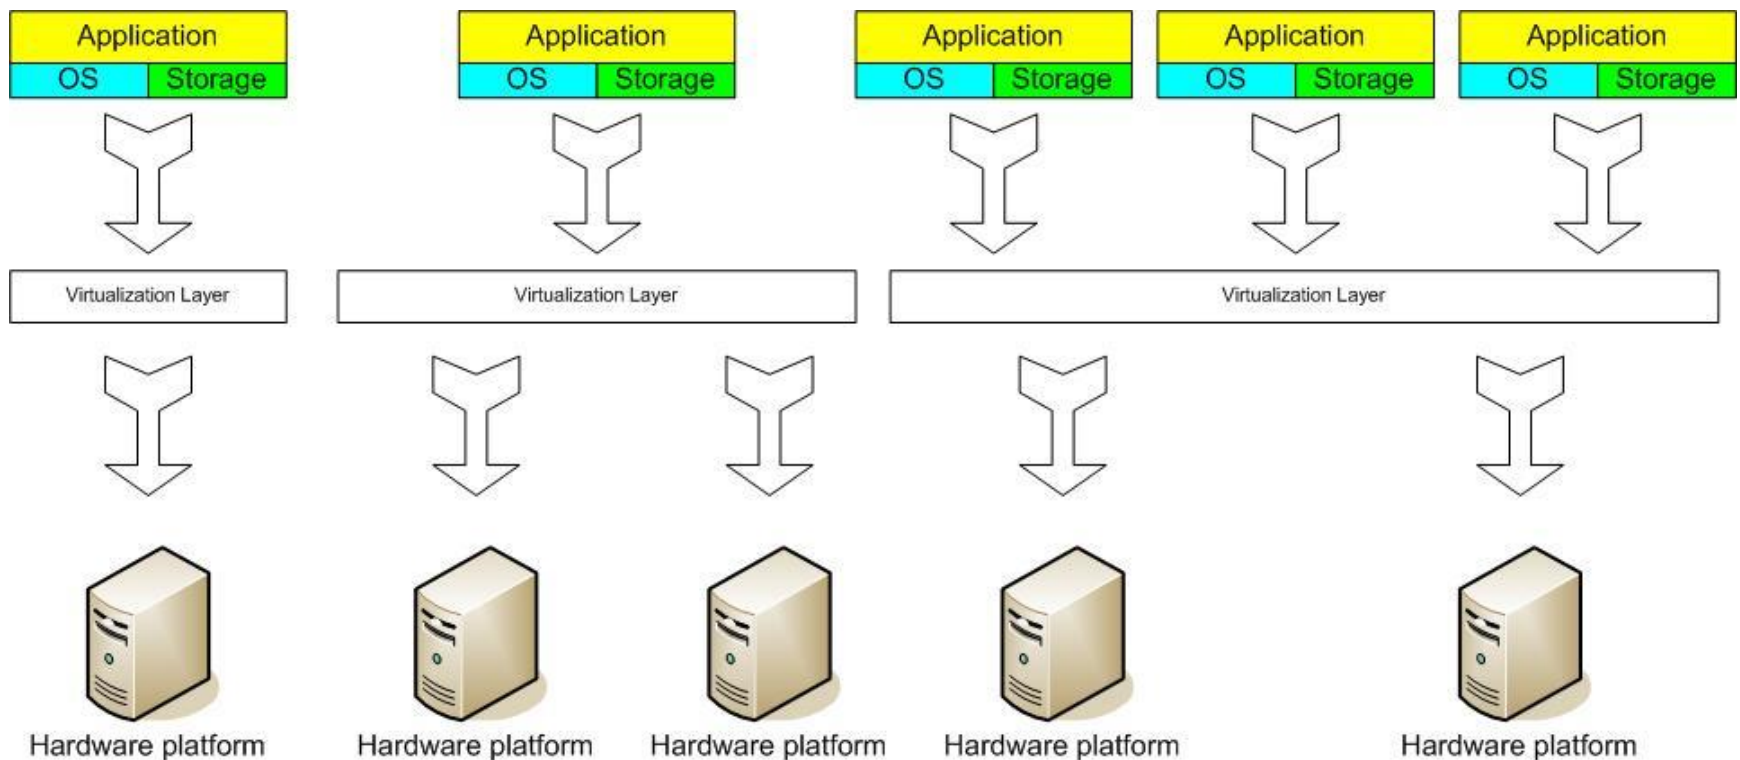 Application
OS Storage
Application
OS Storage
Application
OS Storage
Application
OS Storage
Application
OS Storage
Virtualization Layer
Virtualization Layer
Virtualization Layer
Hardware platform
Hardware platform
Hardware platform
Hardware platform
Hardware platform